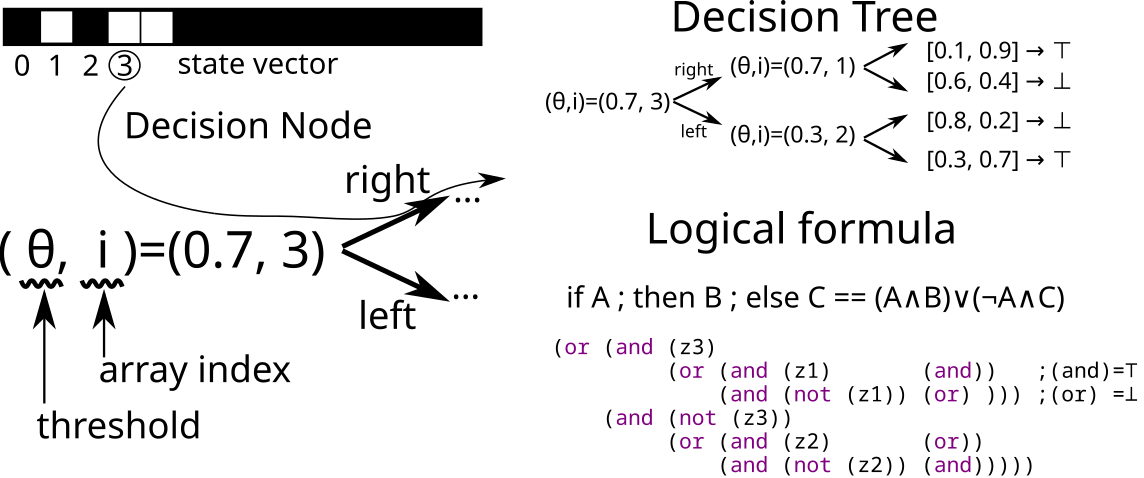 0 1 2 3 state vector
Decision Node
right
...
( θ, i )=(0.7, 3)
...
left
array index
threshold
Decision Tree
(θ,i)=(0.7, 3)
right
left
(θ,i)=(0.7, 1)
(θ,i)=(0.3, 2)
[0.1, 0.9] → ⊤
[0.6, 0.4] → ⊥
[0.8, 0.2] → ⊥
[0.3, 0.7] → ⊤
Logical formula
if A ; then B ; else C == (A∧B)∨(¬A∧C)
(or (and (z3)
(or (and (z1) (and)) ;(and)=⊤
(and (not (z1)) (or) ))) ;(or) =⊥
(and (not (z3))
(or (and (z2) (or))
(and (not (z2)) (and)))))